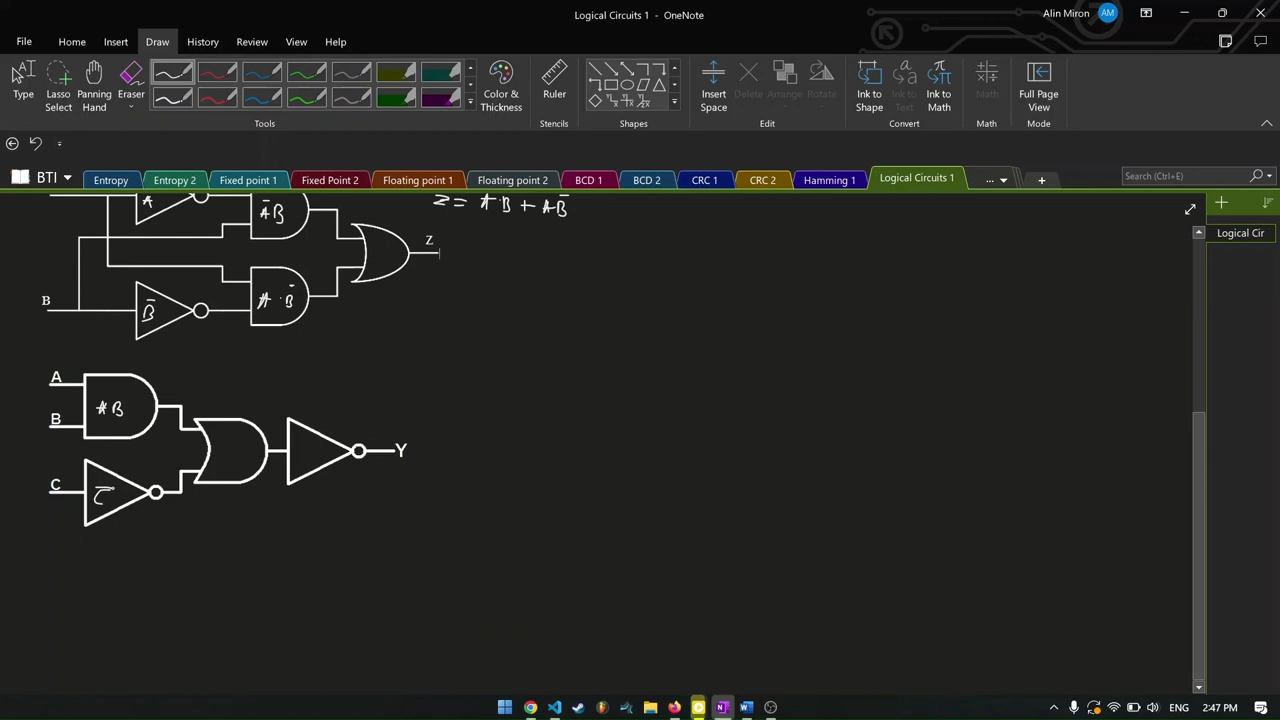 Logical Circuits 1 - OneNote
Alin Miron AM
File Home Insert Draw History Review View Help
Type Lasso Select Panning Hand Eraser Color & Thickness Ruler Insert Space Delete Arrange Rotate Ink to Shape Ink to Text Ink to Math Math Full Page View
Tools Stencils Shapes Edit Convert Math Mode
BTI Entropy Entropy 2 Fixed point 1 Fixed Point 2 Floating point 1 Floating point 2 BCD 1 BCD 2 CRC 1 CRC 2 Hamming 1 Logical Circuits 1 ... + Search (Ctrl+E)
A ĀB Z = A·B + AB̄
Logical Cir
Z
B B̄ A·B̄
A
AB
B
Y
C C̄
ENG 2:47 PM